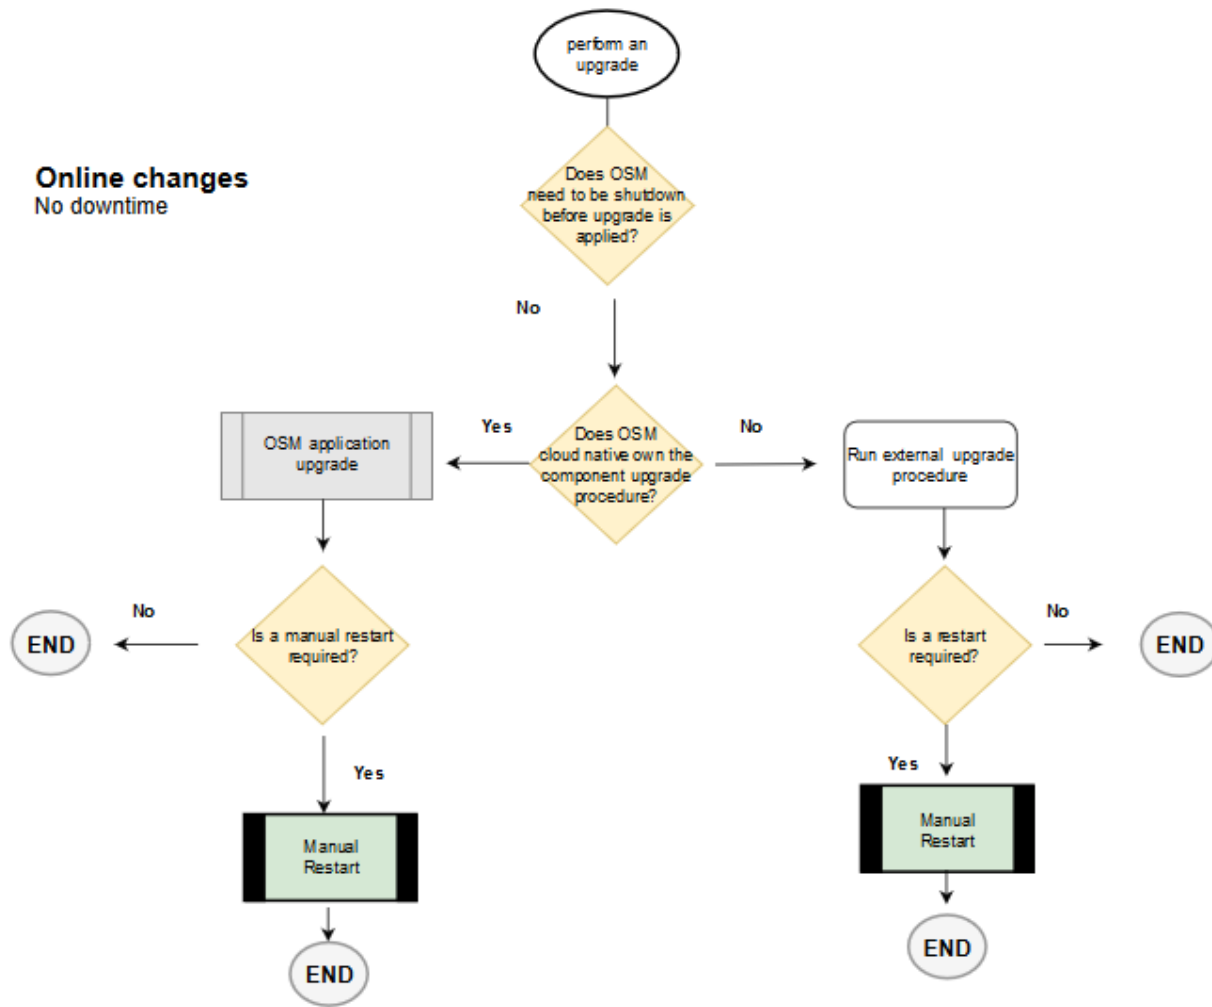 perform an
upgrade
Online changes
No downtime
Does OSM
need to be shutdown
before upgrade is
applied?
No
Yes
No
OSM application
upgrade
Does OSM
cloud native own the
component upgrade
procedure?
Run external upgrade
procedure
No
No
END
Is a manual restart
required?
Is a restart
required?
END
Yes
Yes
Manual
Restart
Manual
Restart
END
END